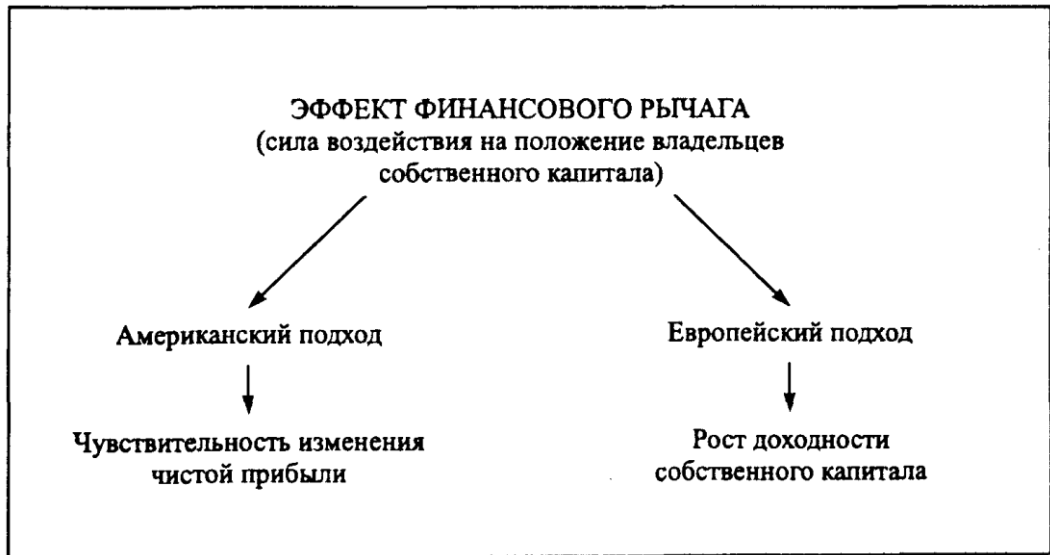 ЭФФЕКТ ФИНАНСОВОГО РЫЧАГА
(сила воздействия на положение владельцев
собственного капитала)
Американский подход
Европейский подход
Чувствительность изменения
чистой прибыли
Рост доходности
собственного капитала